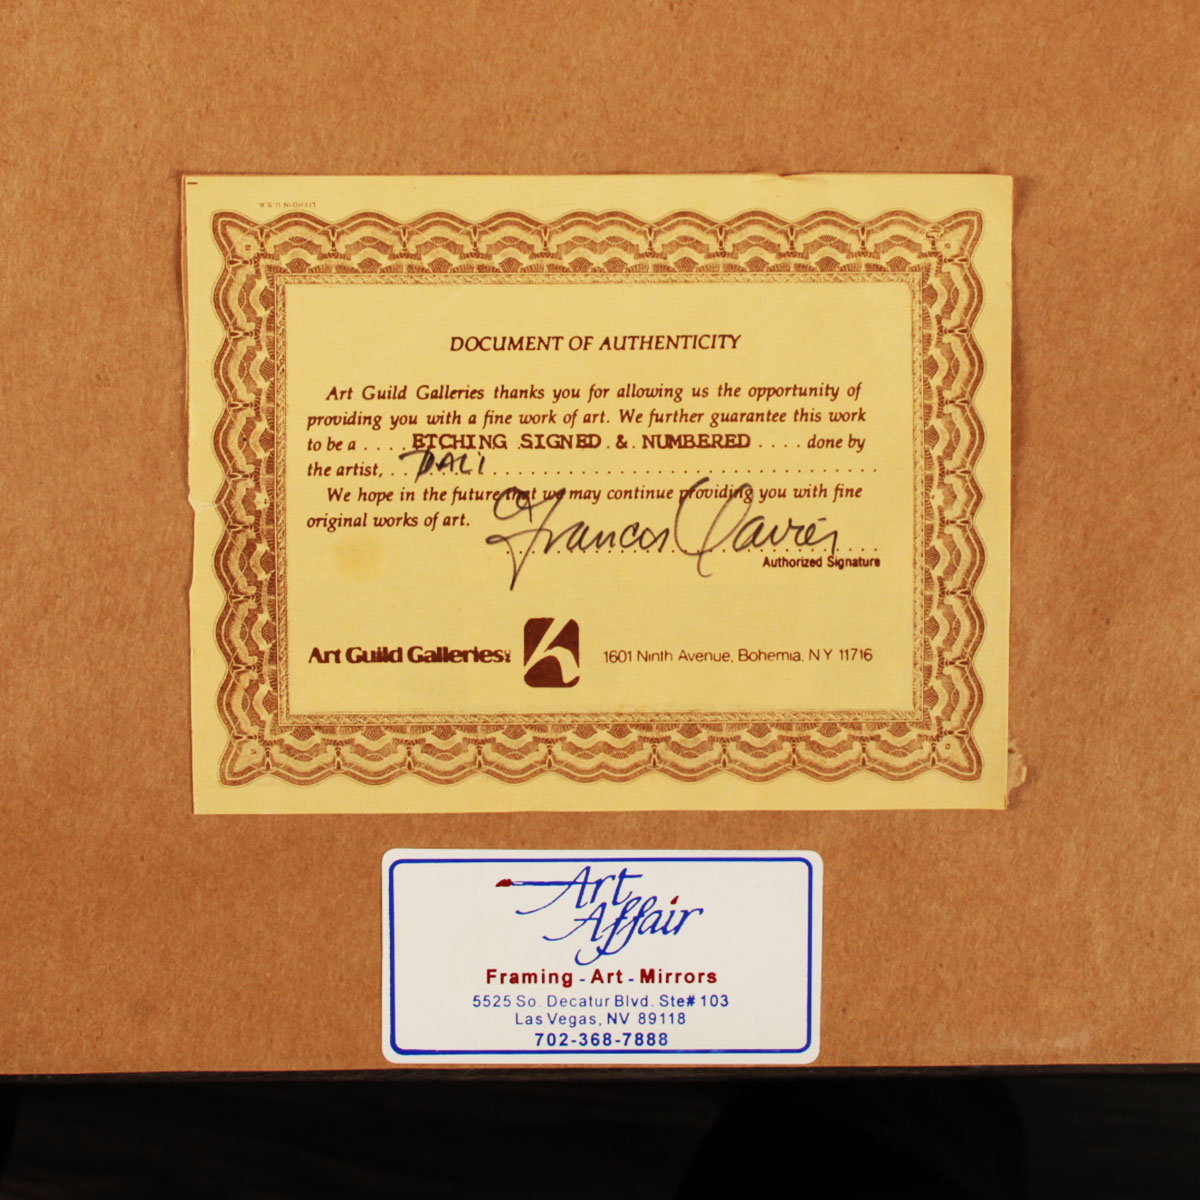 LITHO IN U.S.A.
DOCUMENT OF AUTHENTICITY
Art Guild Galleries thanks you for allowing us the opportunity of
providing you with a fine work of art. We further guarantee this work
to be a . . . . ETCHING SIGNED & NUMBERED . . . . done by
the artist, . . DALI . . . . . . . . . . . . . . . . . . . . . . . . . . . .
We hope in the future that we may continue providing you with fine
original works of art.
Francis
Authorized Signature
Art Guild Galleries
1601 Ninth Avenue, Bohemia, NY 11716
Art
Affair
Framing - Art - Mirrors
5525 So. Decatur Blvd. Ste# 103
Las Vegas, NV 89118
702-368-7888